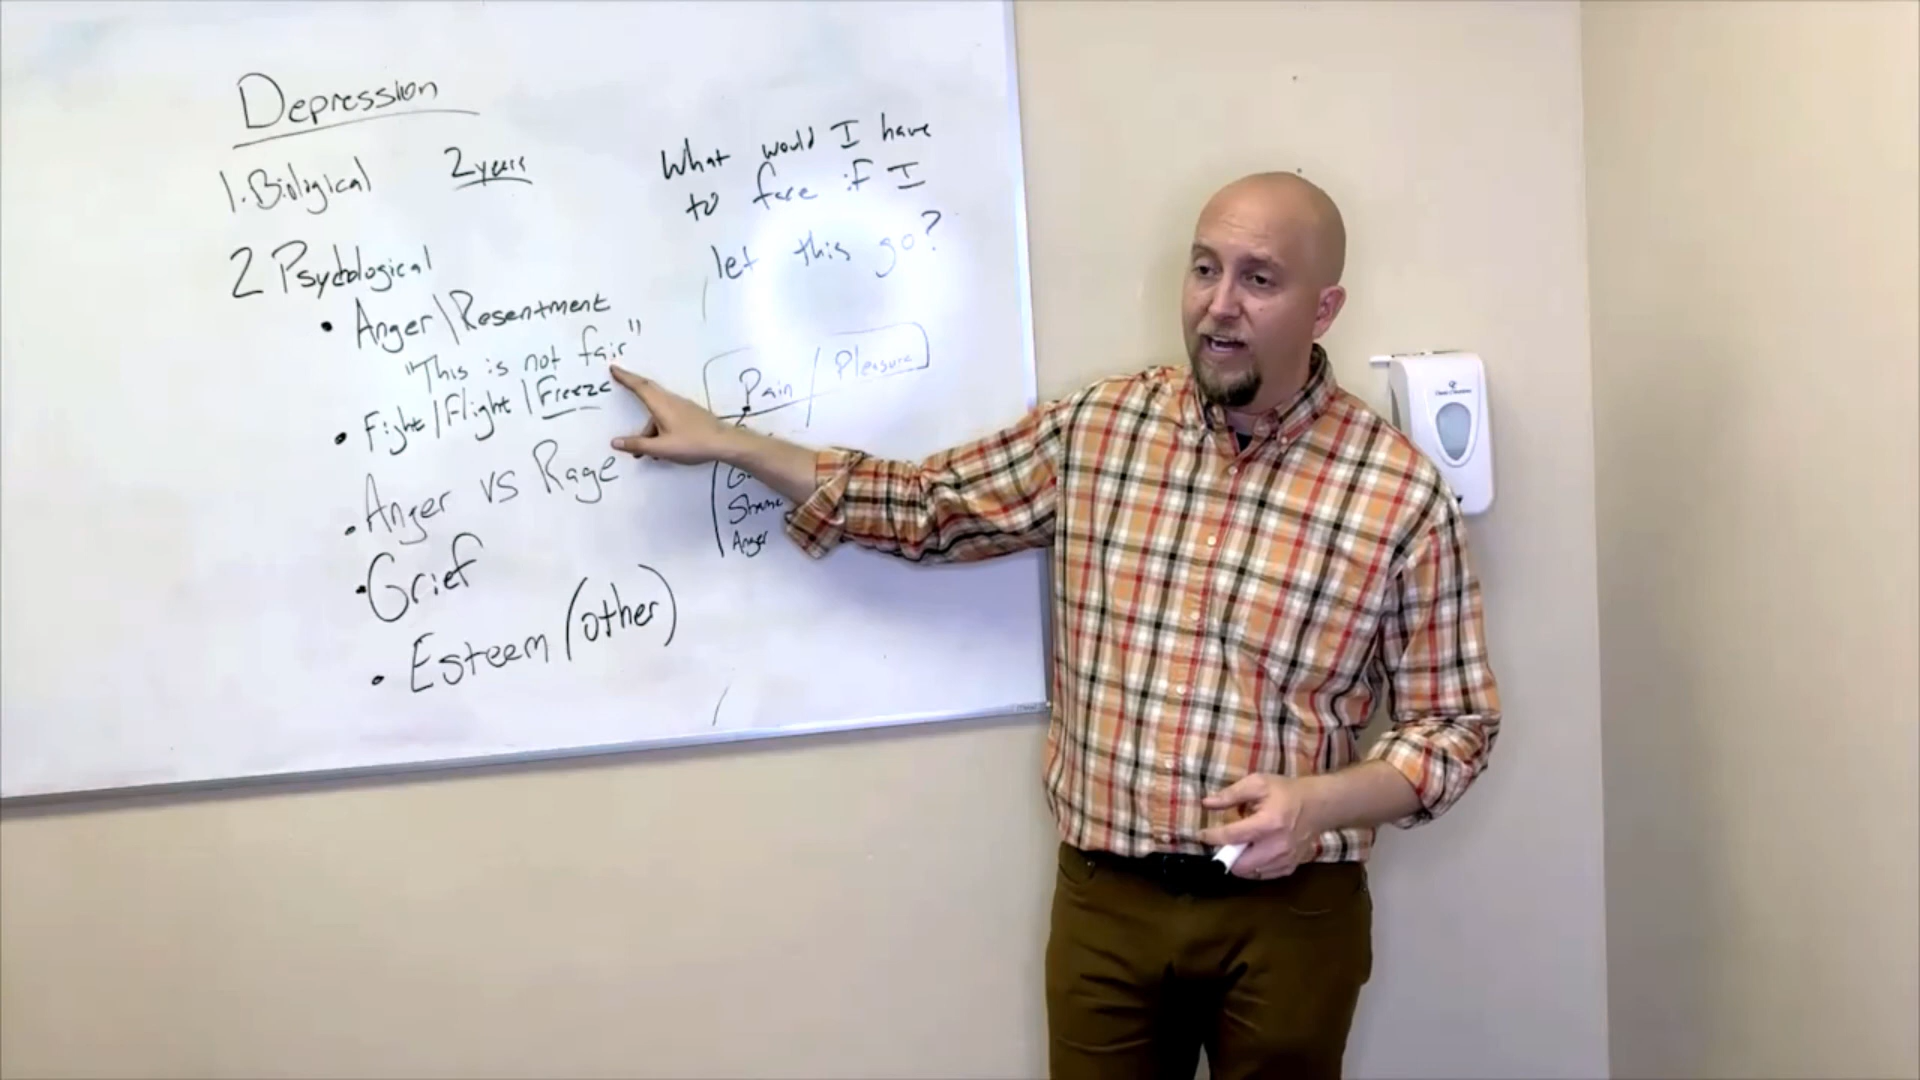 Depression
1. Biological 2 years
2 Psychological
• Anger\Resentment
"This is not fair"
• Fight/Flight/Freeze
• Anger vs Rage
• Grief
• Esteem (other)
What would I have
to face if I
let this go?
Pain / Pleasure
Shame
Anger